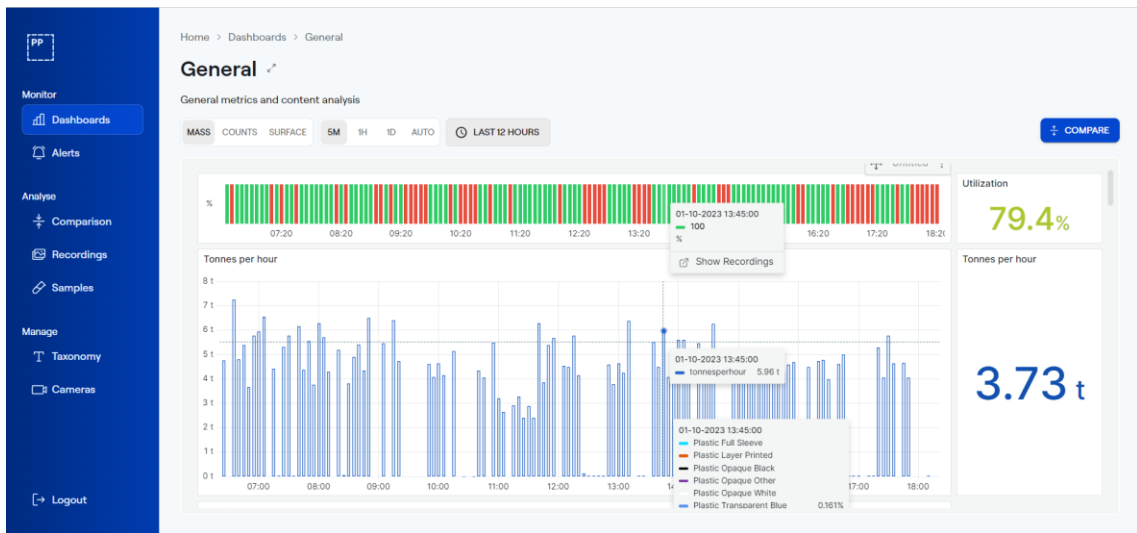 PP
Monitor
Dashboards
Alerts
Analyse
Comparison
Recordings
Samples
Manage
Taxonomy
Cameras
Logout
Home > Dashboards > General
General
General metrics and content analysis
MASS COUNTS SURFACE 5M 1H 1D AUTO LAST 12 HOURS
COMPARE
%
07:20 08:20 09:20 10:20 11:20 12:20 13:20 16:20 17:20
01-10-2023 13:45:00
100
%
Show Recordings
Utilization
79.4%
Tonnes per hour
8 t
7 t
6 t
5 t
4 t
3 t
2 t
1 t
0 t
07:00 08:00 09:00 10:00 11:00 12:00 13:00 17:00 18:00
01-10-2023 13:45:00
tonnesperhour 5.96 t
01-10-2023 13:45:00
Plastic Full Sleeve
Plastic Layer Printed
Plastic Opaque Black
Plastic Opaque Other
Plastic Opaque White
Plastic Transparent Blue 0.161%
Tonnes per hour
3.73 t